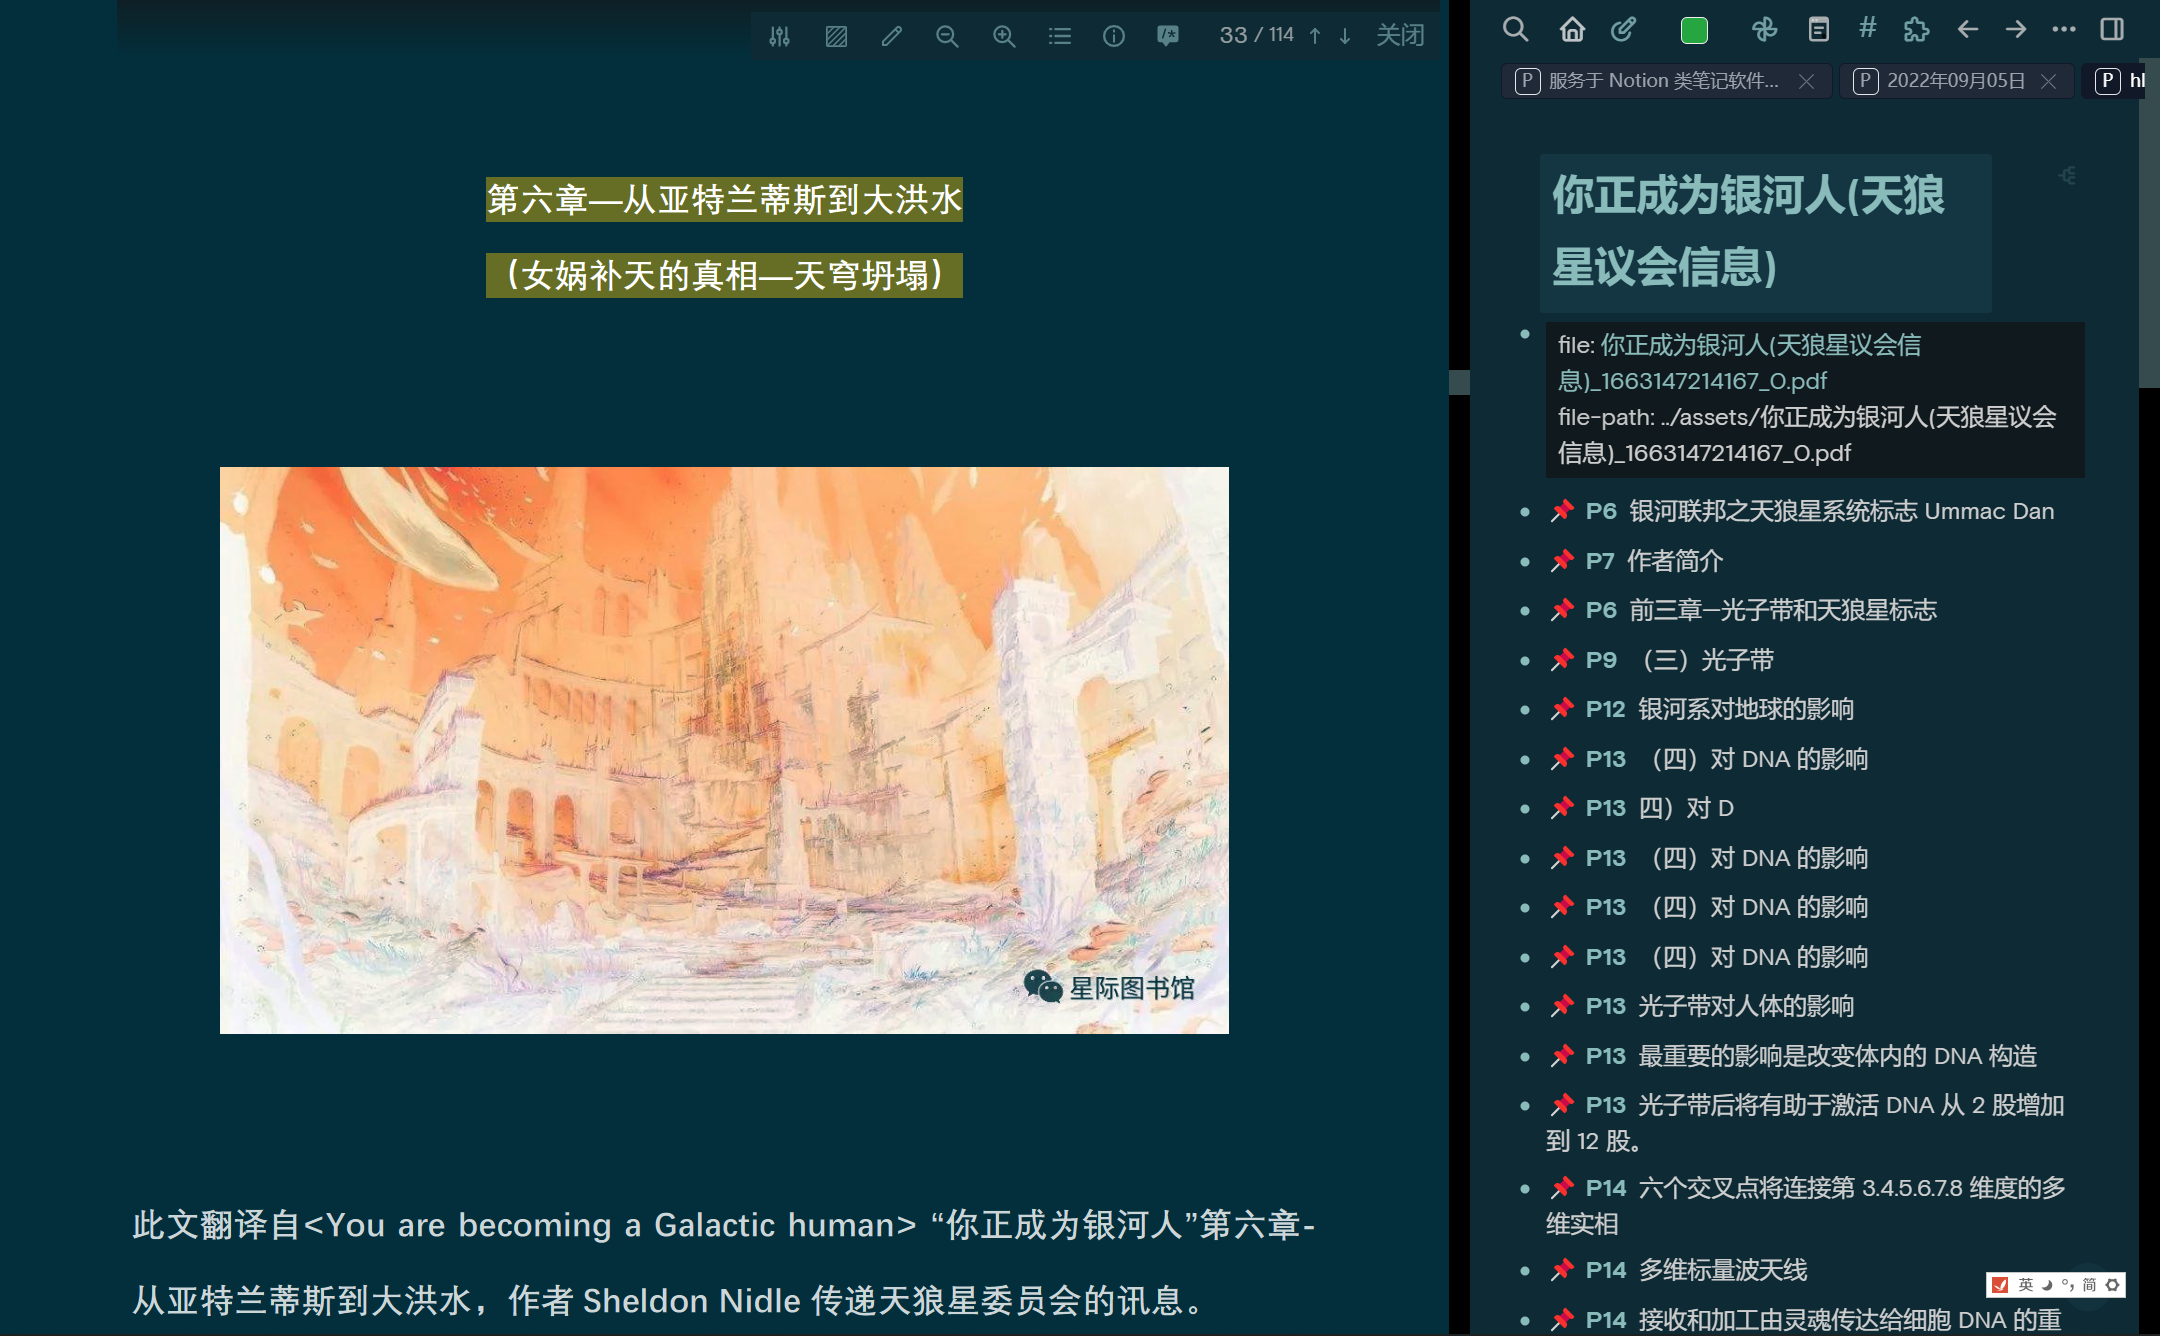 33 / 114 ↑ ↓ 关闭
第六章—从亚特兰蒂斯到大洪水
（女娲补天的真相—天穹坍塌）
星际图书馆
此文翻译自<You are becoming a Galactic human> “你正成为银河人”第六章-
从亚特兰蒂斯到大洪水，作者 Sheldon Nidle 传递天狼星委员会的讯息。
P 服务于 Notion 类笔记软件...
P 2022年09月05日
P hl
你正成为银河人(天狼
星议会信息)
file: 你正成为银河人(天狼星议会信
息)_1663147214167_0.pdf
file-path: ../assets/你正成为银河人(天狼星议会
信息)_1663147214167_0.pdf
P6 银河联邦之天狼星系统标志 Ummac Dan
P7 作者简介
P6 前三章—光子带和天狼星标志
P9 （三）光子带
P12 银河系对地球的影响
P13 （四）对 DNA 的影响
P13 四）对 D
P13 （四）对 DNA 的影响
P13 （四）对 DNA 的影响
P13 （四）对 DNA 的影响
P13 光子带对人体的影响
P13 最重要的影响是改变体内的 DNA 构造
P13 光子带后将有助于激活 DNA 从 2 股增加
到 12 股。
P14 六个交叉点将连接第 3.4.5.6.7.8 维度的多
维实相
P14 多维标量波天线
P14 接收和加工由灵魂传达给细胞 DNA 的重
英 简